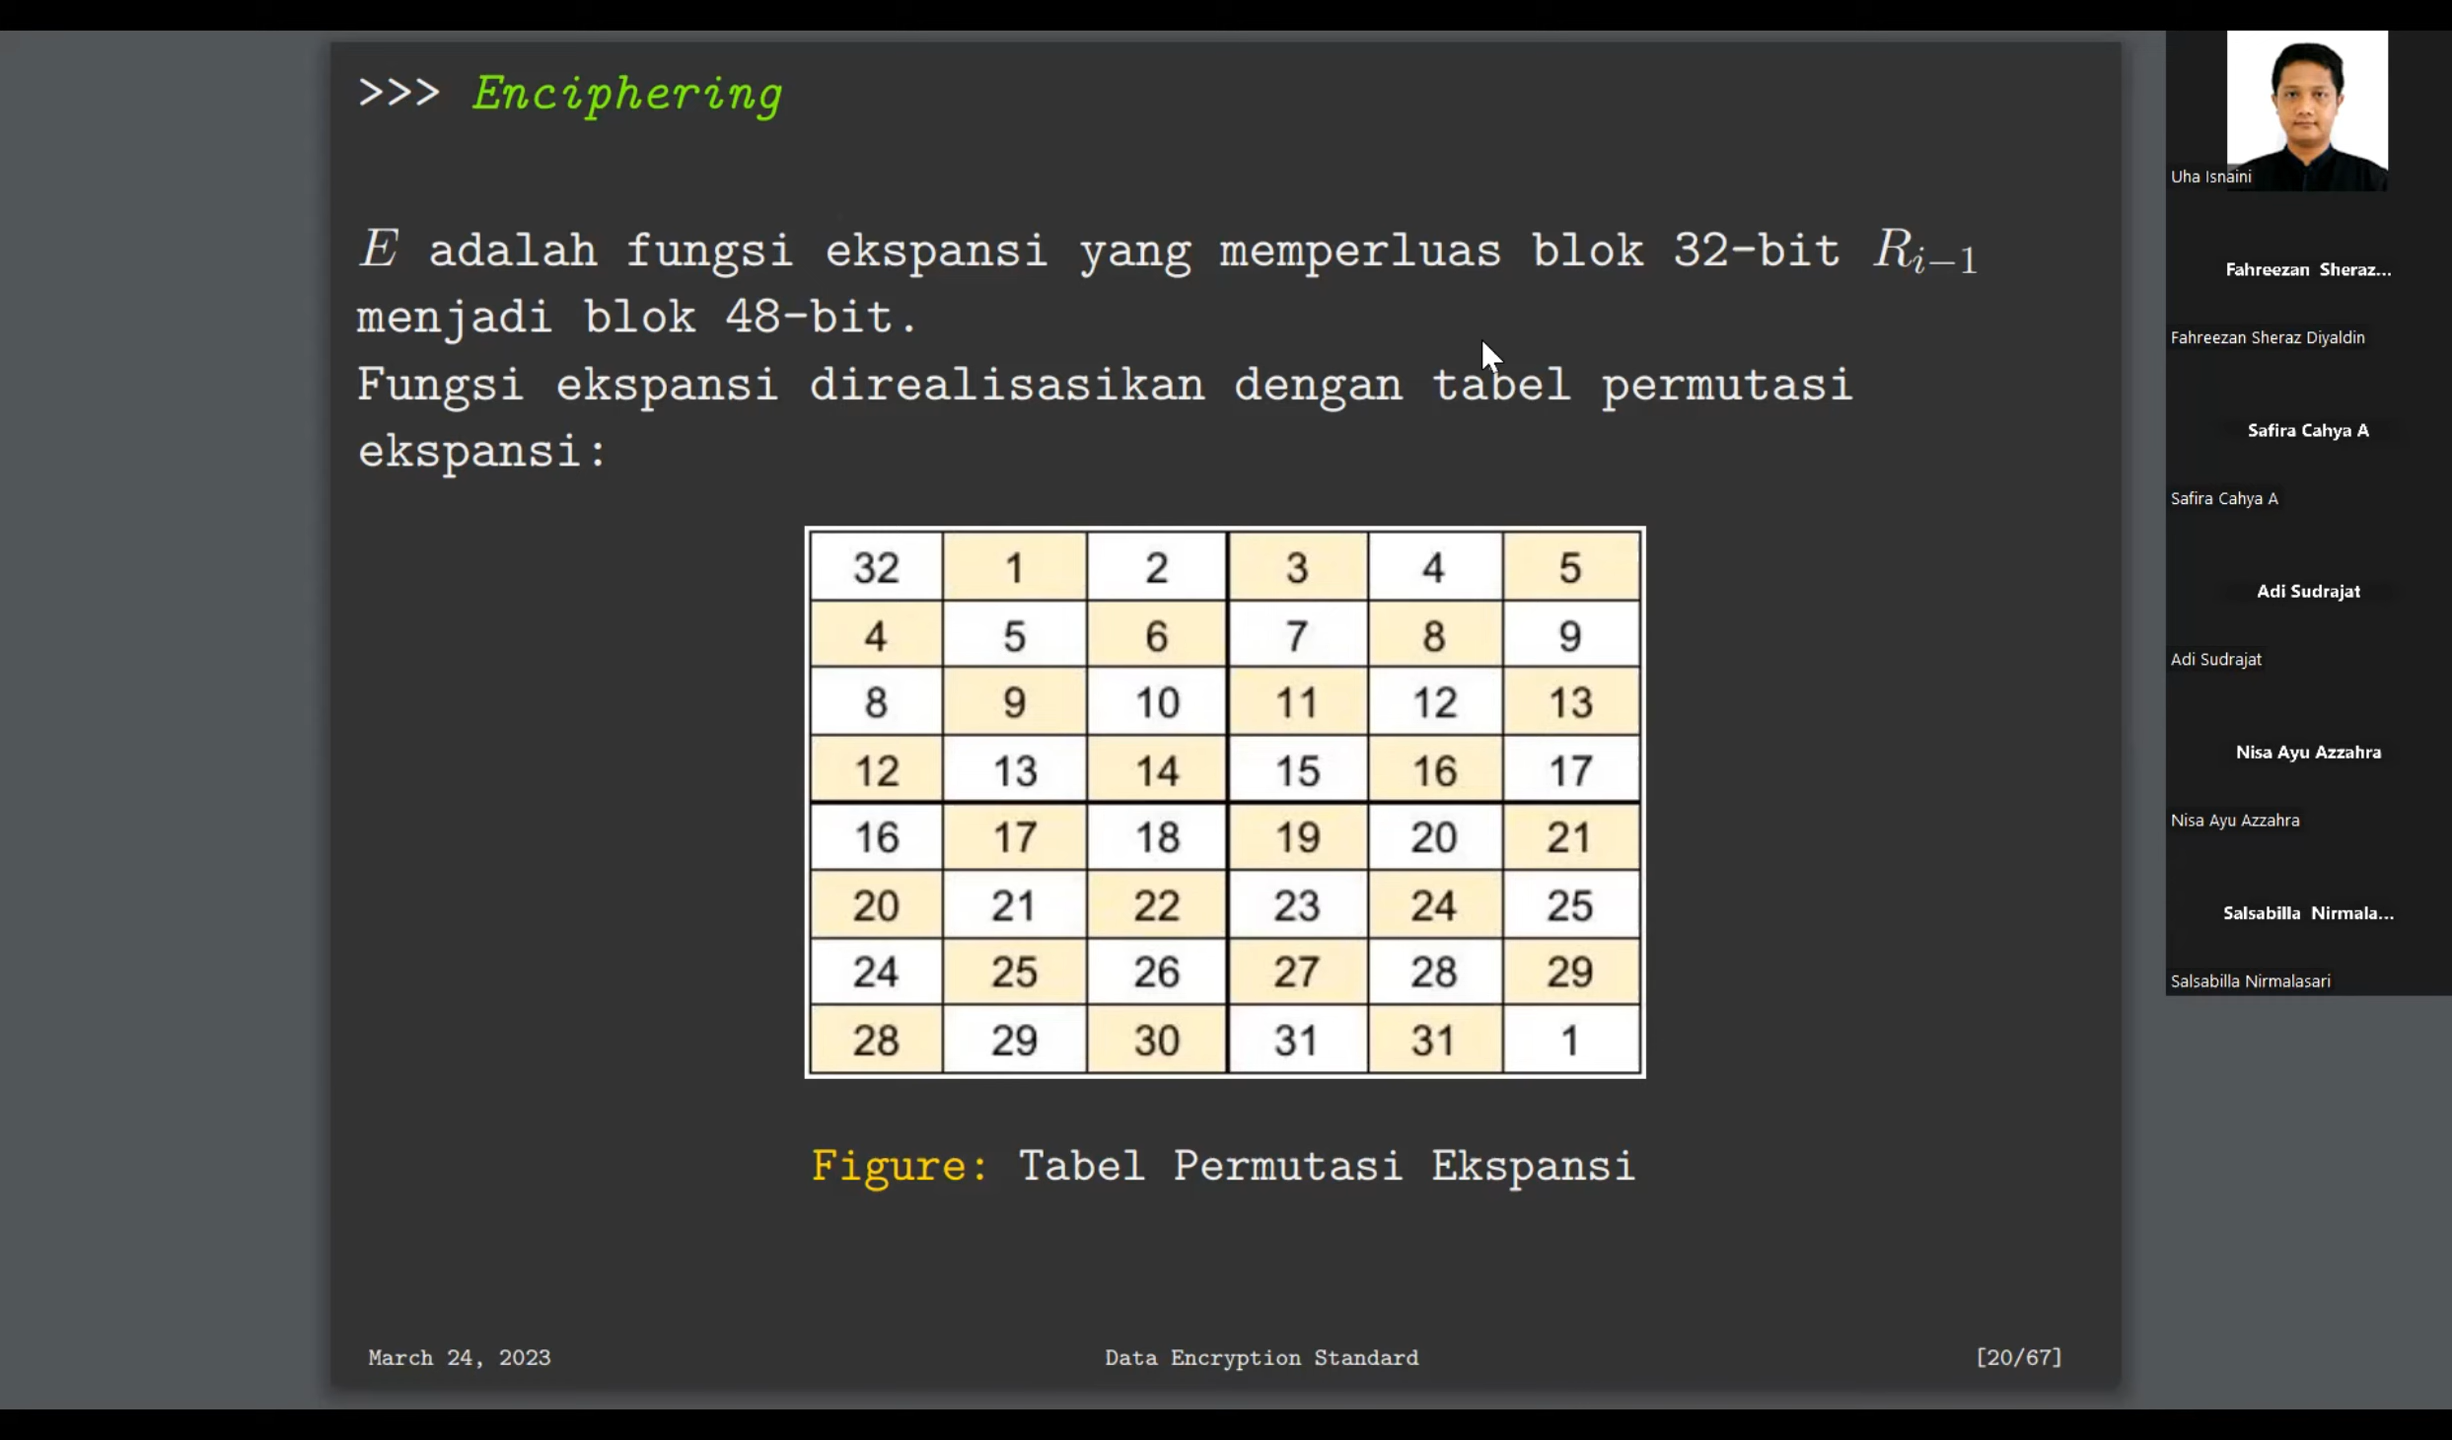 >>> Enciphering
E adalah fungsi ekspansi yang memperluas blok 32-bit R_{i−1}
menjadi blok 48-bit.
Fungsi ekspansi direalisasikan dengan tabel permutasi
ekspansi:
32 1 2 3 4 5
4 5 6 7 8 9
8 9 10 11 12 13
12 13 14 15 16 17
16 17 18 19 20 21
20 21 22 23 24 25
24 25 26 27 28 29
28 29 30 31 31 1
Figure: Tabel Permutasi Ekspansi
March 24, 2023 Data Encryption Standard [20/67]
Uha Isnaini
Fahreezan Sheraz...
Fahreezan Sheraz Diyaldin
Safira Cahya A
Safira Cahya A
Adi Sudrajat
Adi Sudrajat
Nisa Ayu Azzahra
Nisa Ayu Azzahra
Salsabilla Nirmala...
Salsabilla Nirmalasari